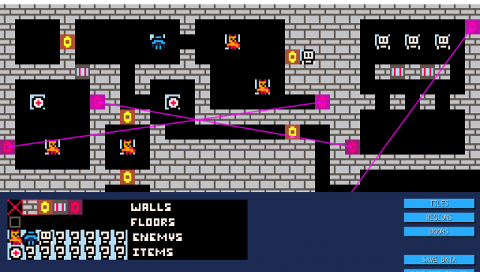 WALLS
TILES
FLOORS
REGIONS
DOORS
ENEMYS
ITEMS
SAVE DATA